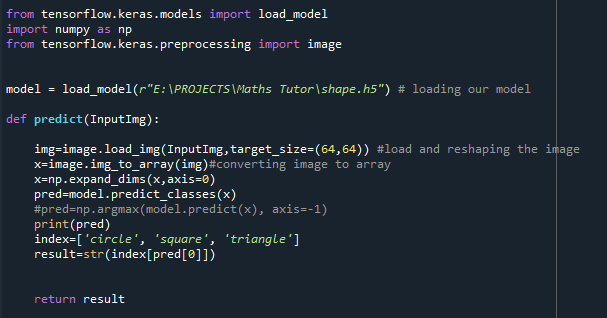 from tensorflow.keras.models import load_model
import numpy as np
from tensorflow.keras.preprocessing import image
model = load_model(r"E:\PROJECTS\Maths Tutor\shape.h5") # loading our model
def predict(InputImg):
img=image.load_img(InputImg,target_size=(64,64)) #load and reshaping the image
x=image.img_to_array(img)#converting image to array
x=np.expand_dims(x,axis=0)
pred=model.predict_classes(x)
#pred=np.argmax(model.predict(x), axis=-1)
print(pred)
index=['circle', 'square', 'triangle']
result=str(index[pred[0]])
return result